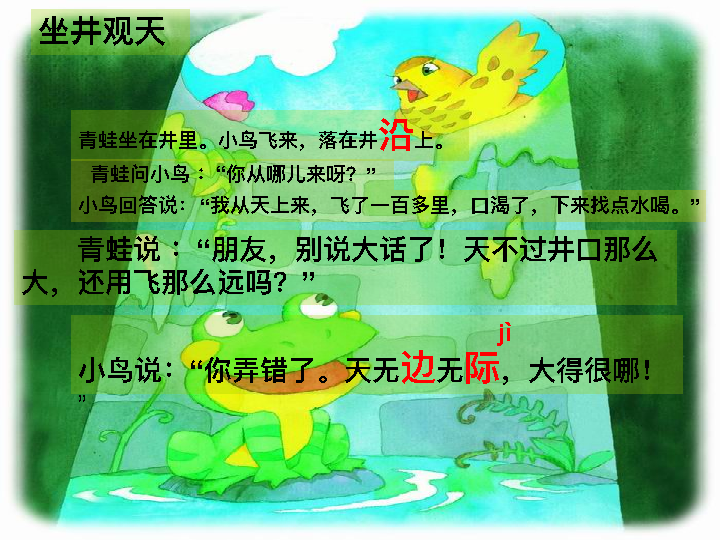 坐井观天
青蛙坐在井里。小鸟飞来，落在井沿上。
青蛙问小鸟：“你从哪儿来呀？”
小鸟回答说：“我从天上来，飞了一百多里，口渴了，下来找点水喝。”
青蛙说：“朋友，别说大话了！天不过井口那么
大，还用飞那么远吗？”
jì
小鸟说：“你弄错了。天无边无际，大得很哪！
”